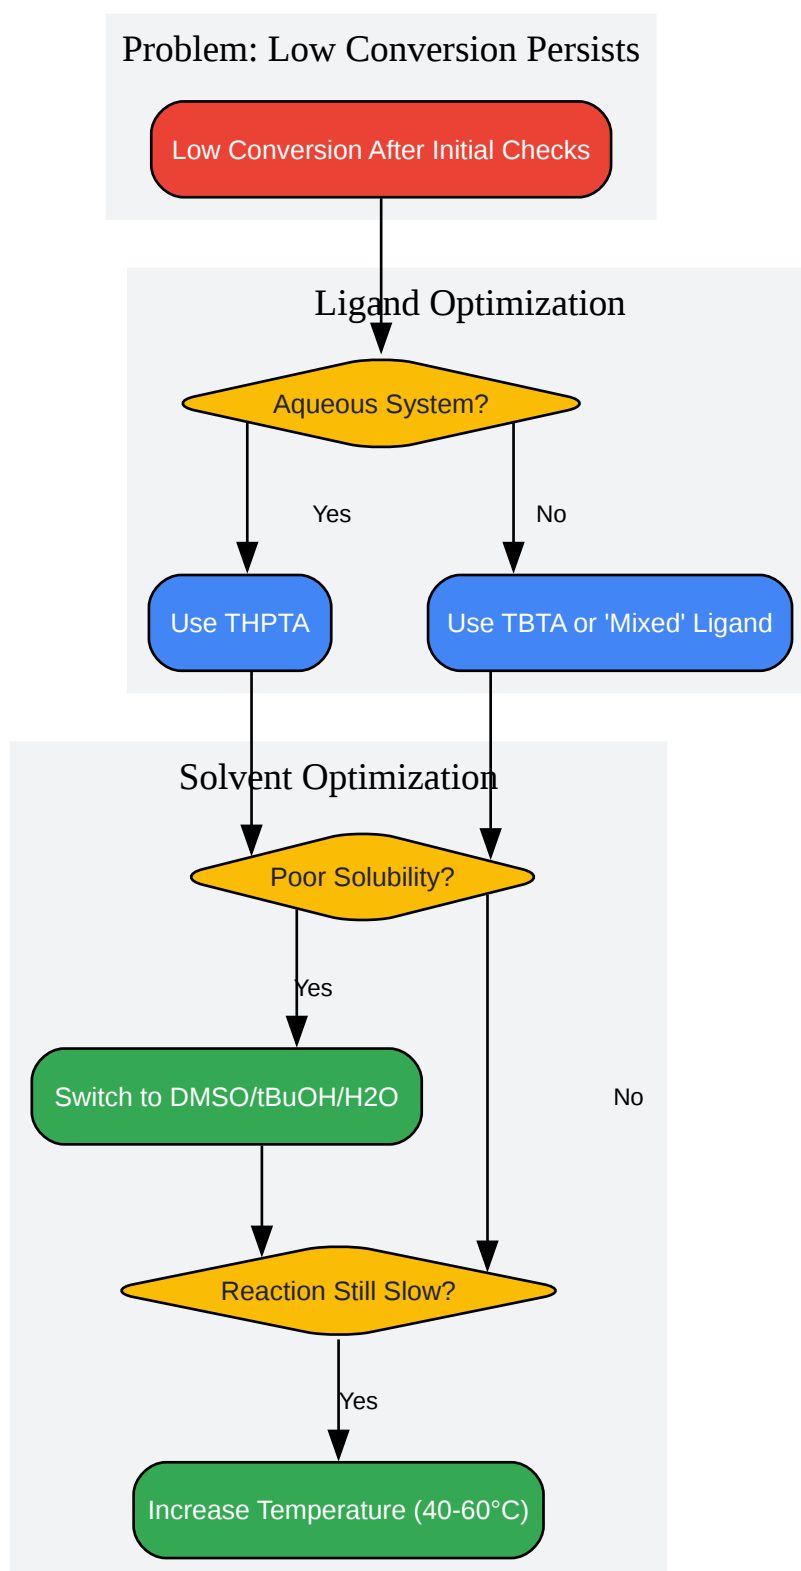 Problem: Low Conversion Persists
Low Conversion After Initial Checks
Ligand Optimization
Aqueous System?
Yes
No
Use THPTA
Use TBTA or 'Mixed' Ligand
Solvent Optimization
Poor Solubility?
Yes
Switch to DMSO/tBuOH/H2O
No
Reaction Still Slow?
Yes
Increase Temperature (40-60°C)